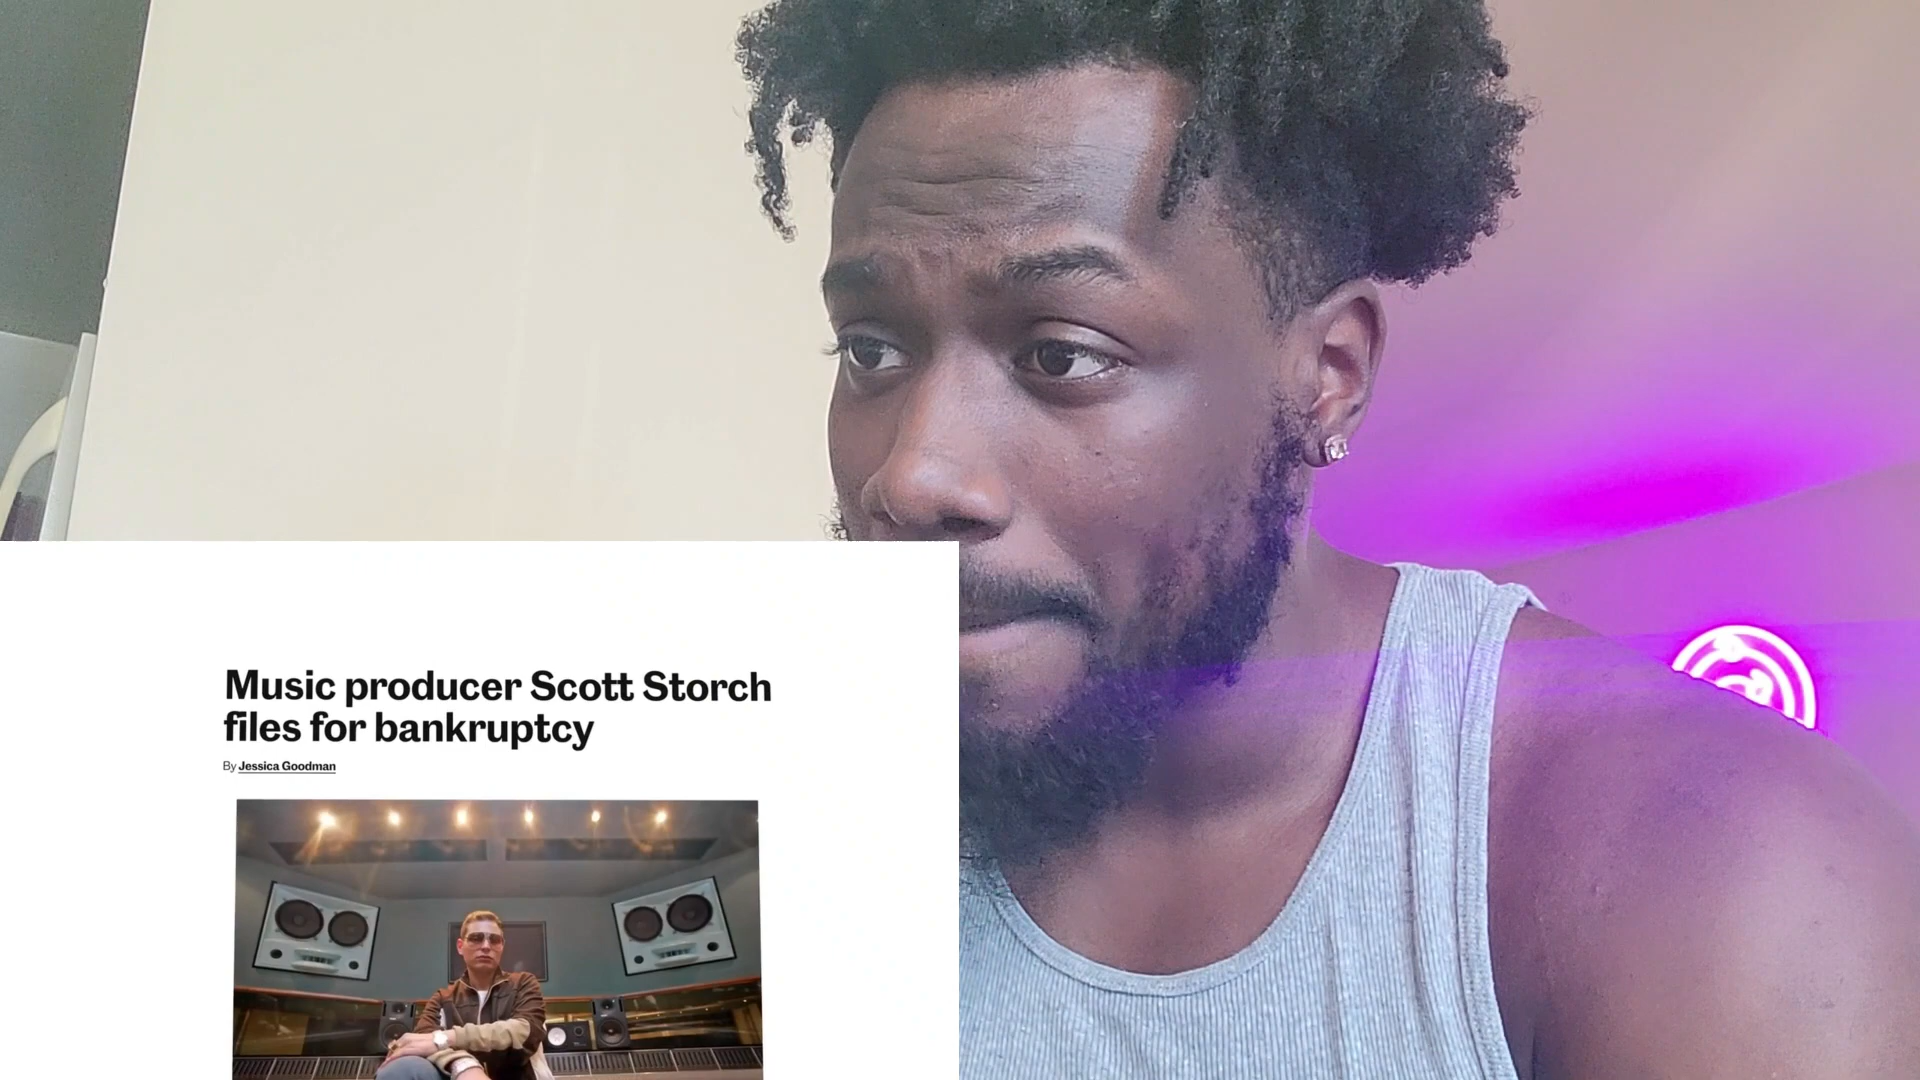 Music producer Scott Storch
files for bankruptcy
By Jessica Goodman